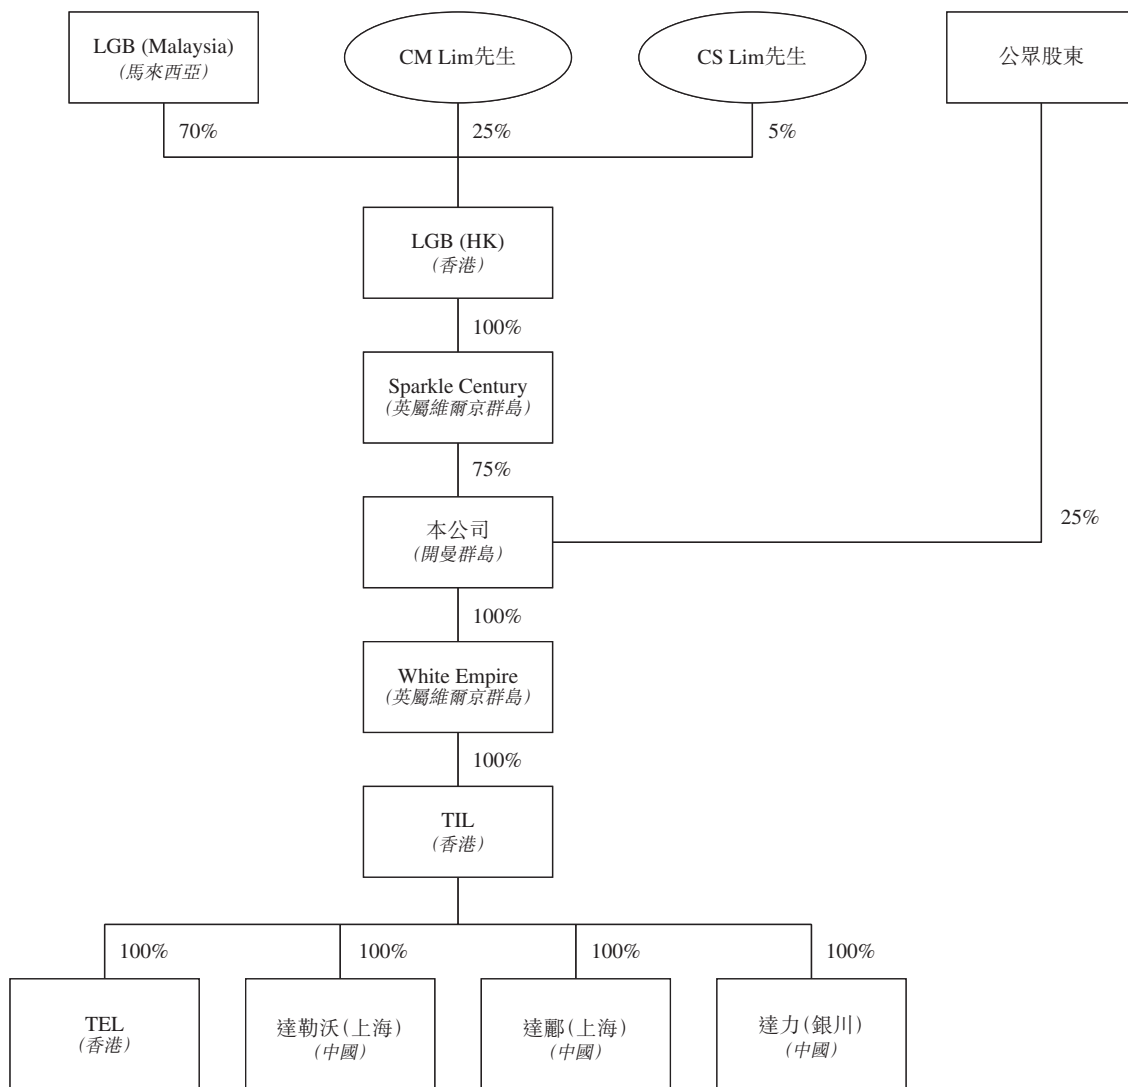 LGB (Malaysia)
(馬來西亞)
CM Lim先生
CS Lim先生
公眾股東
70%
25%
5%
LGB (HK)
(香港)
100%
Sparkle Century
(英屬維爾京群島)
75%
25%
本公司
(開曼群島)
100%
White Empire
(英屬維爾京群島)
100%
TIL
(香港)
100%
100%
100%
100%
TEL
(香港)
達勒沃(上海)
(中國)
達酈(上海)
(中國)
達力(銀川)
(中國)